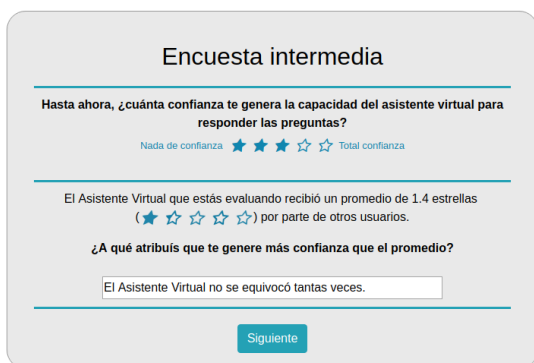 Encuesta intermedia
Hasta ahora, ¿cuánta confianza te genera la capacidad del asistente virtual para
responder las preguntas?
Nada de confianza Total confianza
El Asistente Virtual que estás evaluando recibió un promedio de 1.4 estrellas
( ) por parte de otros usuarios.
¿A qué atribuís que te genere más confianza que el promedio?
El Asistente Virtual no se equivocó tantas veces.
Siguiente